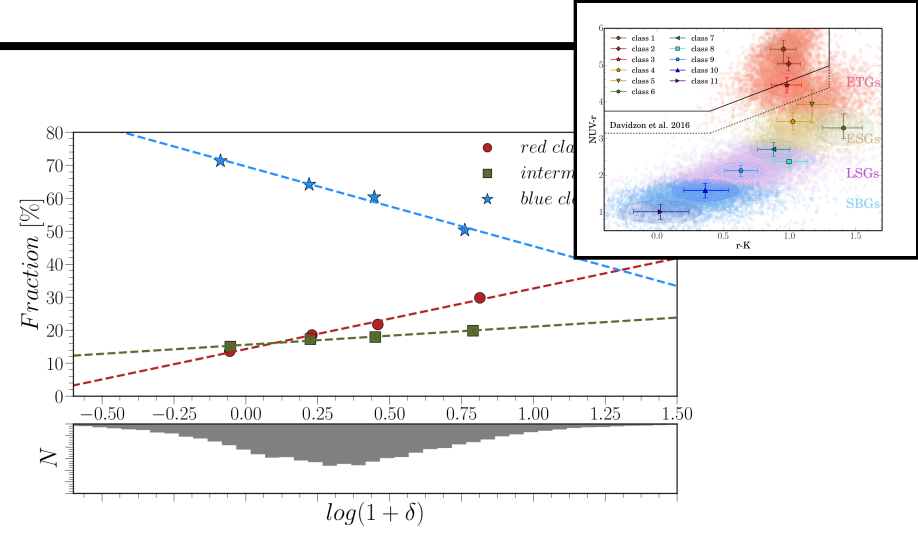 class 1
class 2
class 3
class 4
class 5
class 6
class 7
class 8
class 9
class 10
class 11
Davidzon et al. 2016
ETGs
ESGs
LSGs
SBGs
NUV-r
6
5
4
3
2
1
0.0 0.5 1.0 1.5
r-K
Fraction [%]
80
70
60
50
40
30
20
10
0
red cla
interm
blue cl
−0.50 −0.25 0.00 0.25 0.50 0.75 1.00 1.25 1.50
N
log(1 + δ)